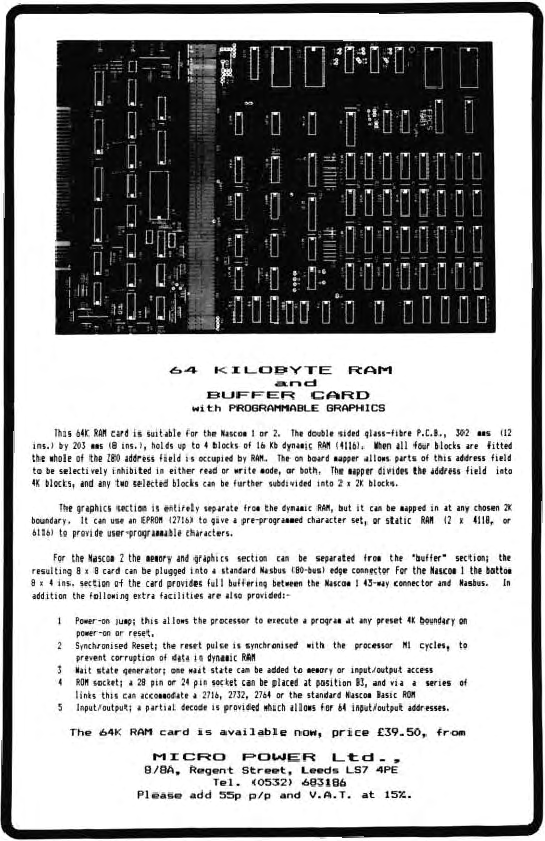 64 KILOBYTE RAM
and
BUFFER CARD
with PROGRAMMABLE GRAPHICS
This 64K RAM card is suitable for the Nascom 1 or 2. The double sided glass-fibre P.C.B., 302 mms (12
ins.) by 203 mms (8 ins.), holds up to 4 blocks of 16 Kb dynamic RAM (4116). When all four blocks are fitted
the whole of the Z80 address field is occupied by RAM. The on board mapper allows parts of this address field
to be selectively inhibited in either read or write mode, or both. The mapper divides the address field into
4K blocks, and any two selected blocks can be further subdivided into 2 x 2K blocks.
The graphics section is entirely separate from the dynamic RAM, but it can be mapped in at any chosen 2K
boundary. It can use an EPROM (2716) to give a pre-programmed character set, or static RAM (2 x 4118, or
6116) to provide user-programmable characters.
For the Nascom 2 the memory and graphics section can be separated from the "buffer" section; the
resulting 8 x 8 card can be plugged into a standard Nasbus (80-bus) edge connector For the Nascom 1 the bottom
8 x 4 ins. section of the card provides full buffering between the Nascom 1 43-way connector and Nasbus. In
addition the following extra facilities are also provided:-
1 Power-on jump; this allows the processor to execute a program at any preset 4K boundary on
power-on or reset.
2 Synchronised Reset; the reset pulse is synchronised with the processor M1 cycles, to
prevent corruption of data in dynamic RAM
3 Wait state generator; one wait state can be added to memory or input/output access
4 ROM socket; a 28 pin or 24 pin socket can be placed at position B3, and via a series of
links this can accommodate a 2716, 2732, 2764 or the standard Nascom Basic ROM
5 Input/output; a partial decode is provided which allows for 64 input/output addresses.
The 64K RAM card is available now, price £39.50, from
MICRO POWER Ltd.,
8/8A, Regent Street, Leeds LS7 4PE
Tel. (0532) 683186
Please add 55p p/p and V.A.T. at 15%.